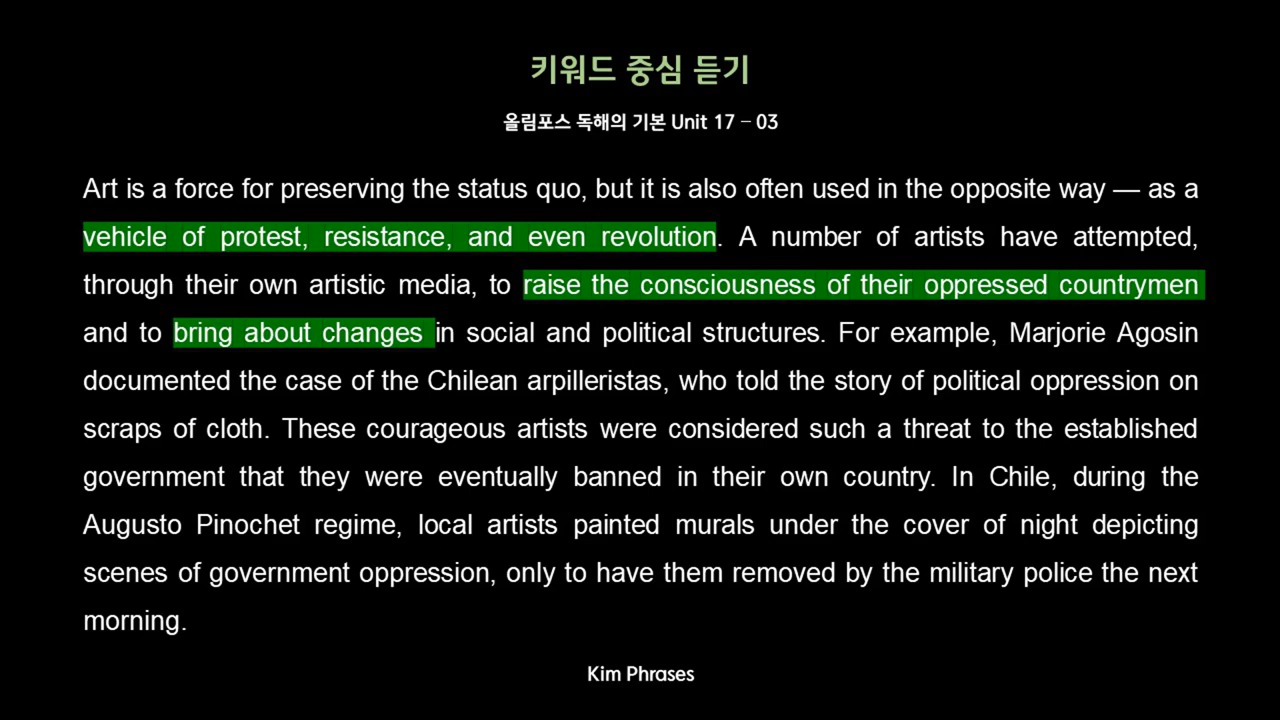 키워드 중심 듣기
올림포스 독해의 기본 Unit 17 – 03
Art is a force for preserving the status quo, but it is also often used in the opposite way — as a
vehicle of protest, resistance, and even revolution. A number of artists have attempted,
through their own artistic media, to raise the consciousness of their oppressed countrymen
and to bring about changes in social and political structures. For example, Marjorie Agosin
documented the case of the Chilean arpilleristas, who told the story of political oppression on
scraps of cloth. These courageous artists were considered such a threat to the established
government that they were eventually banned in their own country. In Chile, during the
Augusto Pinochet regime, local artists painted murals under the cover of night depicting
scenes of government oppression, only to have them removed by the military police the next
morning.
Kim Phrases